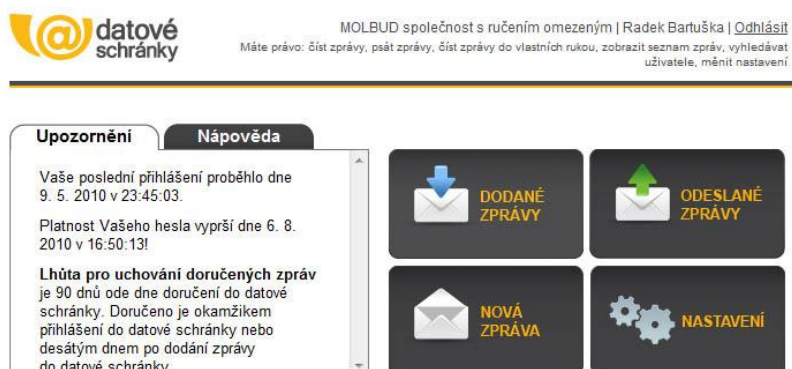 datové
schránky
MOLBUD společnost s ručením omezeným | Radek Bartuška | Odhlásit
Máte právo: číst zprávy, psát zprávy, číst zprávy do vlastních rukou, zobrazit seznam zpráv, vyhledávat
uživatele, měnit nastavení
Upozornění
Nápověda
Vaše poslední přihlášení proběhlo dne
9. 5. 2010 v 23:45:03.
Platnost Vašeho hesla vyprší dne 6. 8.
2010 v 16:50:13!
Lhůta pro uchování doručených zpráv
je 90 dnů ode dne doručení do datové
schránky. Doručeno je okamžikem
přihlášení do datové schránky nebo
desátým dnem po dodání zprávy
do datové schránky
DODANÉ
ZPRÁVY
ODESLANÉ
ZPRÁVY
NOVÁ
ZPRÁVA
NASTAVENÍ